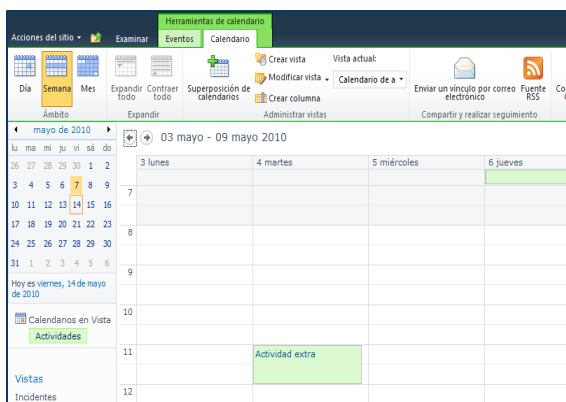 Herramientas de calendario
Acciones del sitio Examinar Eventos Calendario
Día Semana Mes
Ámbito
Expandir todo Contraer todo
Expandir
Superposición de calendarios
Crear vista
Modificar vista
Crear columna
Vista actual:
Calendario de a
Administrar vistas
Enviar un vínculo por correo electrónico
Fuente RSS
Compartir y realizar seguimiento
mayo de 2010
lu ma mi ju vi sá do
26 27 28 29 30 1 2
3 4 5 6 7 8 9
10 11 12 13 14 15 16
17 18 19 20 21 22 23
24 25 26 27 28 29 30
31 1 2 3 4 5 6
Hoy es viernes, 14 de mayo
de 2010
Calendarios en Vista
Actividades
Vistas
Incidentes
03 mayo - 09 mayo 2010
3 lunes 4 martes 5 miércoles 6 jueves
7
8
9
10
11 Actividad extra
12